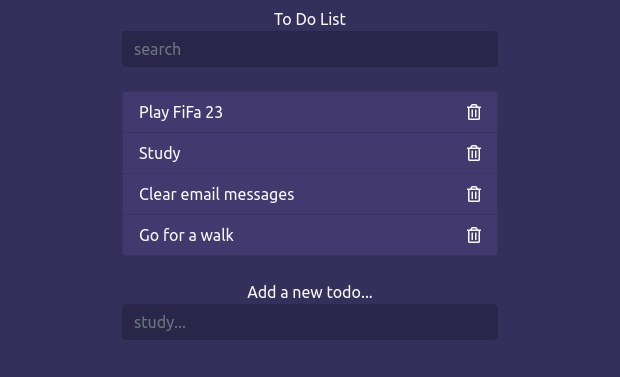 To Do List
search
Play FiFa 23
Study
Clear email messages
Go for a walk
Add a new todo...
study...